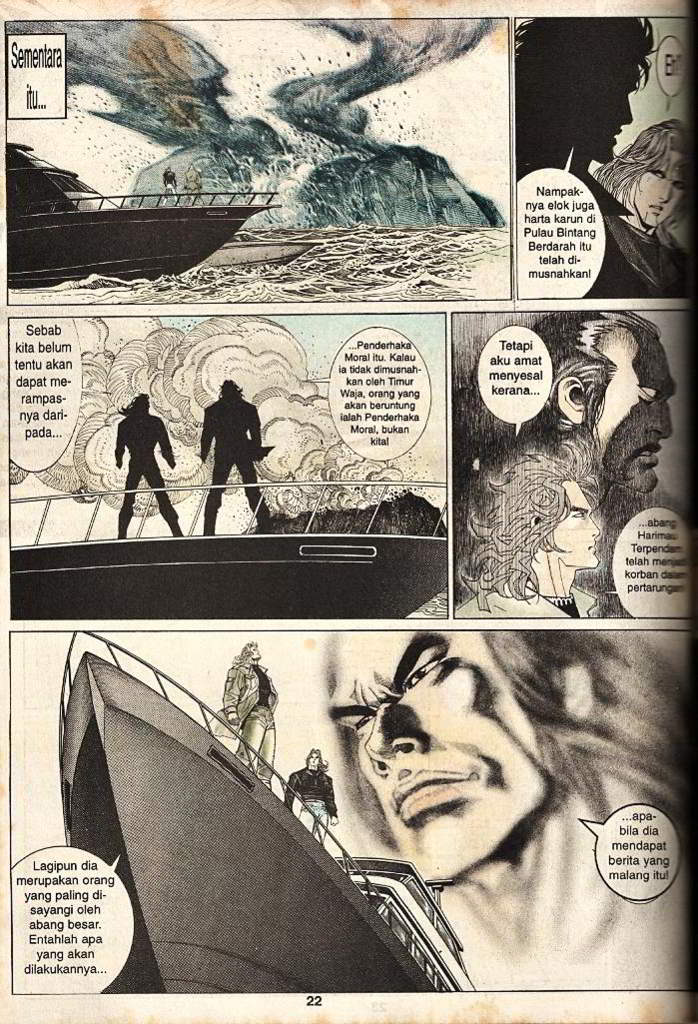 Sementara
itu...
Eh?
Nampak-
nya elok juga
harta karun di
Pulau Bintang
Berdarah itu
telah di-
musnahkan!
Sebab
kita belum
tentu akan
dapat me-
rampas-
nya dari-
pada...
...Penderhaka
Moral itu. Kalau
ia tidak dimusnah-
kan oleh Timur
Waja, orang yang
akan beruntung
ialah Penderhaka
Moral, bukan
kita!
Tetapi
aku amat
menyesal
kerana...
...abang
Harimau
Terpendam
telah menjadi
korban dalam
pertarungan
Lagipun dia
merupakan orang
yang paling di-
sayangi oleh
abang besar.
Entahlah apa
yang akan
dilakukannya...
...apa-
bila dia
mendapat
berita yang
malang itu!
22